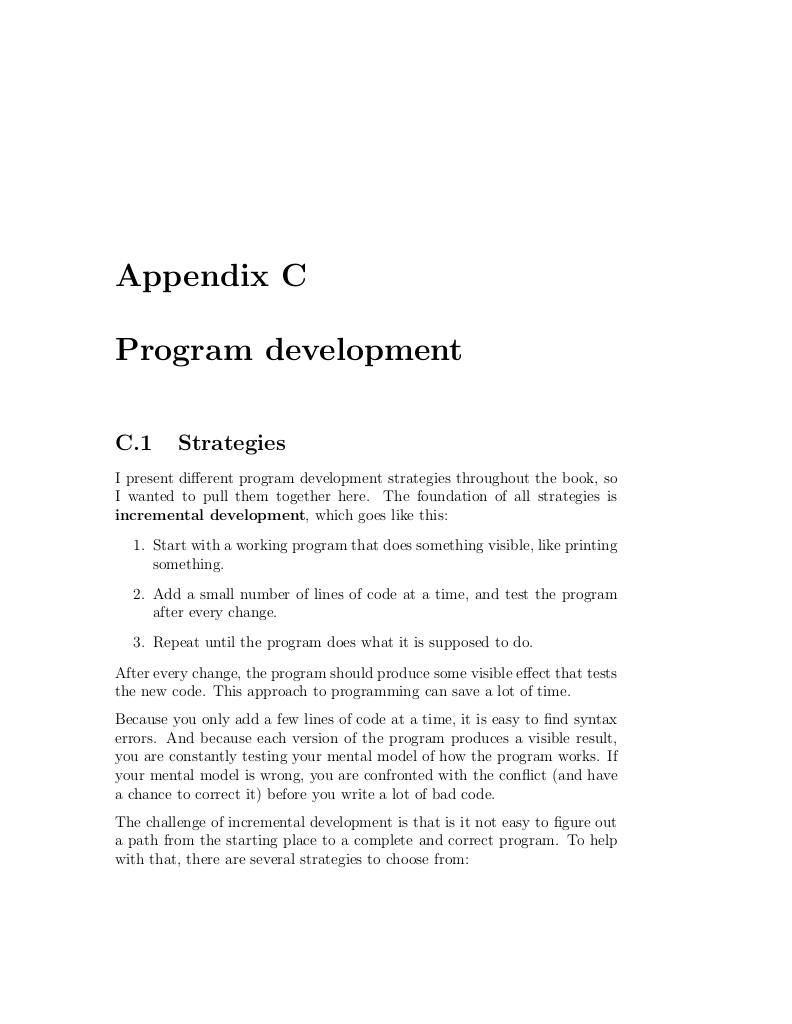 Appendix C
Program development
C.1 Strategies
I present different program development strategies throughout the book, so
I wanted to pull them together here. The foundation of all strategies is
incremental development, which goes like this:
1. Start with a working program that does something visible, like printing
something.
2. Add a small number of lines of code at a time, and test the program
after every change.
3. Repeat until the program does what it is supposed to do.
After every change, the program should produce some visible effect that tests
the new code. This approach to programming can save a lot of time.
Because you only add a few lines of code at a time, it is easy to find syntax
errors. And because each version of the program produces a visible result,
you are constantly testing your mental model of how the program works. If
your mental model is wrong, you are confronted with the conflict (and have
a chance to correct it) before you write a lot of bad code.
The challenge of incremental development is that is it not easy to figure out
a path from the starting place to a complete and correct program. To help
with that, there are several strategies to choose from: